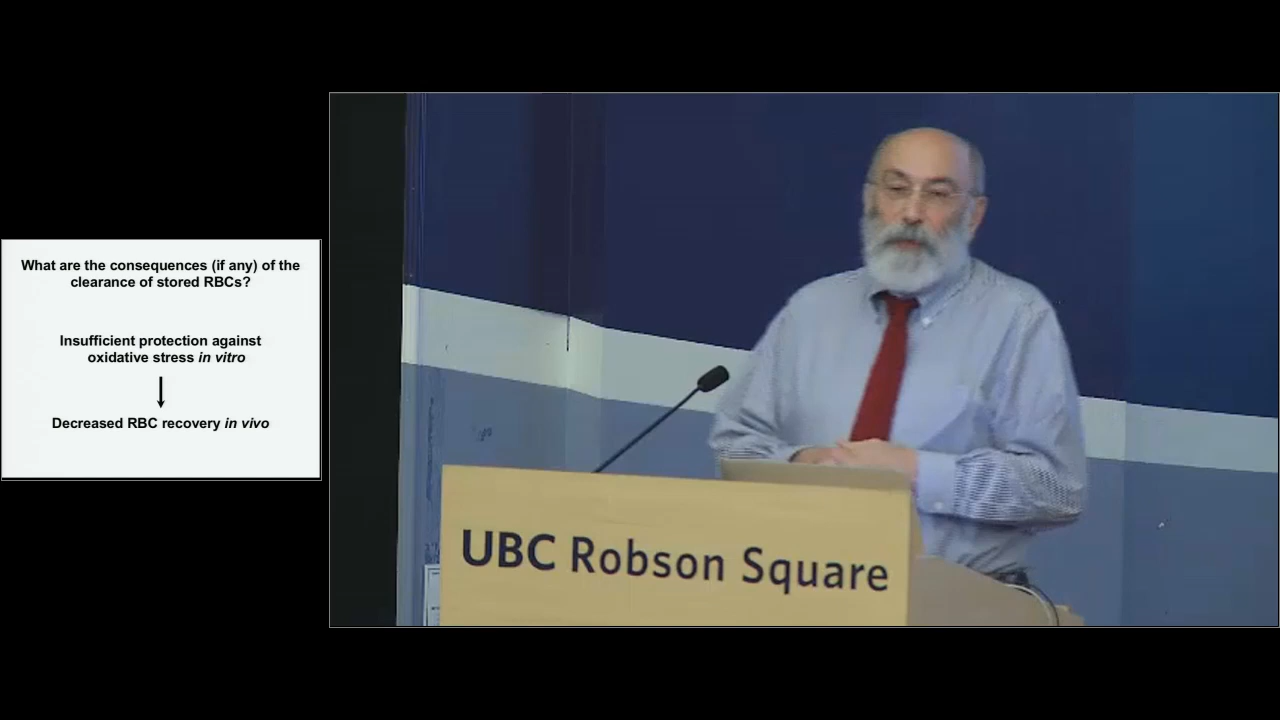 What are the consequences (if any) of the
clearance of stored RBCs?
Insufficient protection against
oxidative stress in vitro
Decreased RBC recovery in vivo
UBC Robson Square